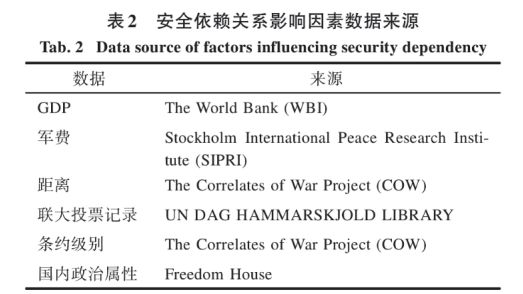 表2 安全依赖关系影响因素数据来源
Tab. 2 Data source of factors influencing security dependency
数据 来源
GDP The World Bank (WBI)
军费 Stockholm International Peace Research Insti-
tute (SIPRI)
距离 The Correlates of War Project (COW)
联大投票记录 UN DAG HAMMARSKJOLD LIBRARY
条约级别 The Correlates of War Project (COW)
国内政治属性 Freedom House